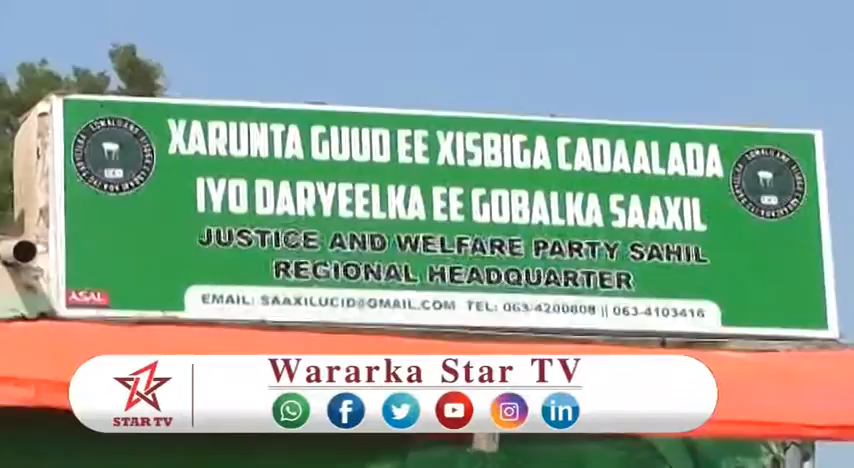 XARUNTA GUUD EE XISBIGA CADAALADA
IYO DARYEELKA EE GOBALKA SAAXIL
JUSTICE AND WELFARE PARTY SAHIL
REGIONAL HEADQUARTER
EMAIL: SAAXILUCID@GMAIL.COM TEL: 063-4200808 || 063-4103416
ASAL
Wararka Star TV
STAR TV